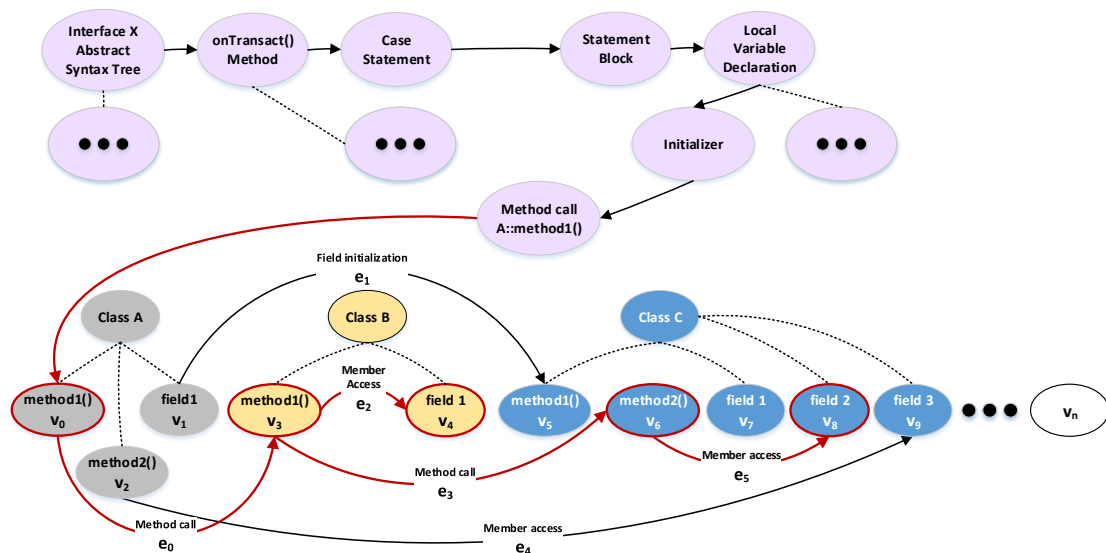 Interface X
Abstract
Syntax Tree
onTransact()
Method
Case
Statement
Statement
Block
Local
Variable
Declaration
Initializer
Method call
A::method1()
Field initialization
e1
Class A
Class B
Class C
method1()
v0
field1
v1
method2()
v2
method1()
v3
Member
Access
e2
field 1
v4
method1()
v5
method2()
v6
field 1
v7
field 2
v8
field 3
v9
vn
Method call
e3
Member access
e5
Method call
e0
Member access
e4